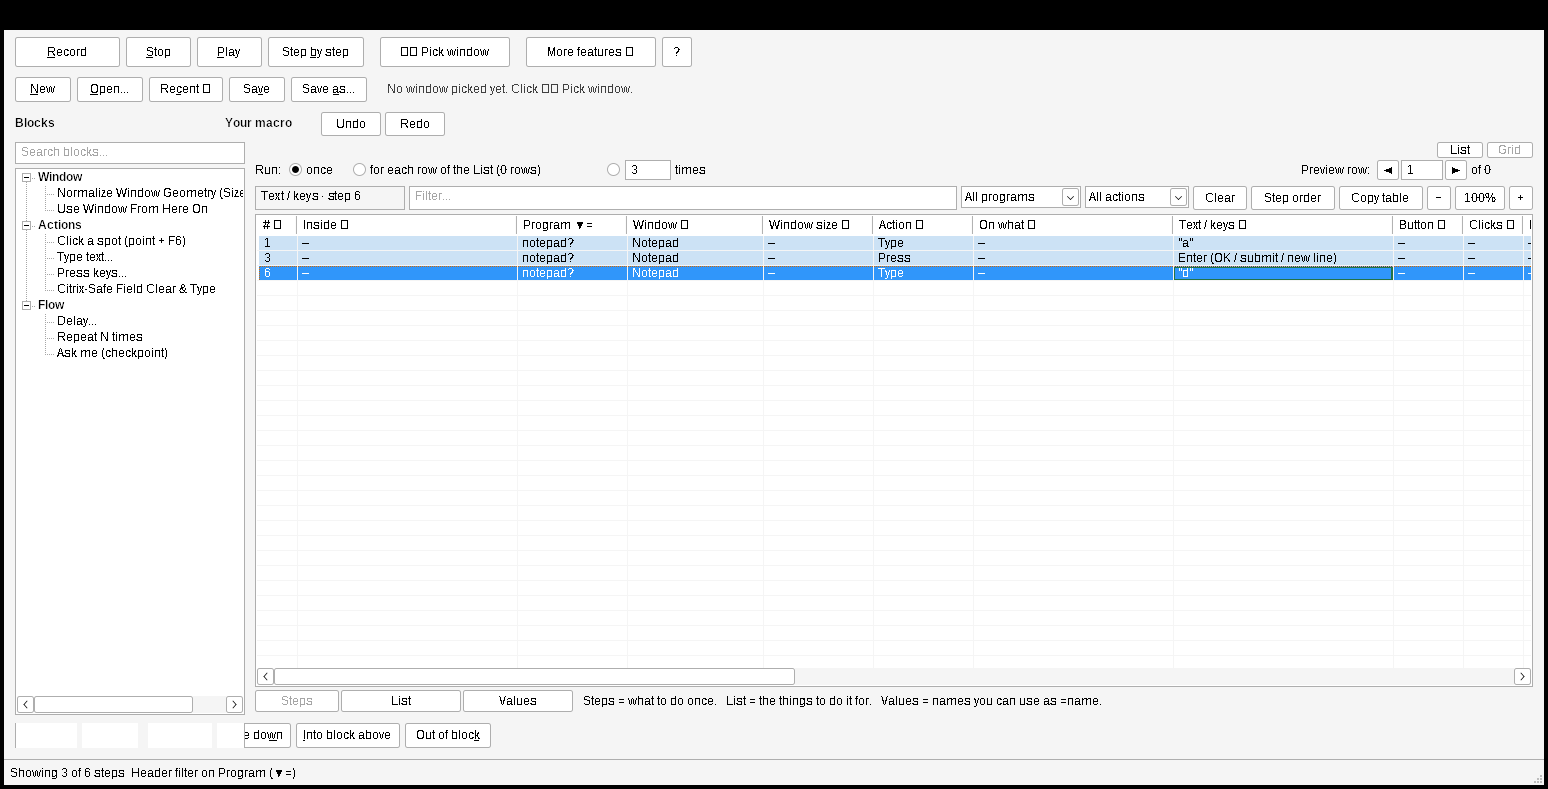 Record Stop Play Step by step Pick window More features ?
New Open... Recent Save Save as... No window picked yet. Click Pick window.
Blocks Your macro Undo Redo
Search blocks... List Grid
Run: once for each row of the List (0 rows) 3 times Preview row: ◄ 1 ► of 0
Text / keys · step 6 Filter... All programs All actions Clear Step order Copy table − 100% +
Window
Normalize Window Geometry (Size
Use Window From Here On
Actions
Click a spot (point + F6)
Type text...
Press keys...
Citrix-Safe Field Clear & Type
Flow
Delay...
Repeat N times
Ask me (checkpoint)
# Inside Program ▼= Window Window size Action On what Text / keys Button Clicks
1 – notepad? Notepad – Type – "a" – –
3 – notepad? Notepad – Press – Enter (OK / submit / new line) – –
6 – notepad? Notepad – Type – "d" – –
Steps List Values Steps = what to do once. List = the things to do it for. Values = names you can use as =name.
e down Into block above Out of block
Showing 3 of 6 steps Header filter on Program (▼=)